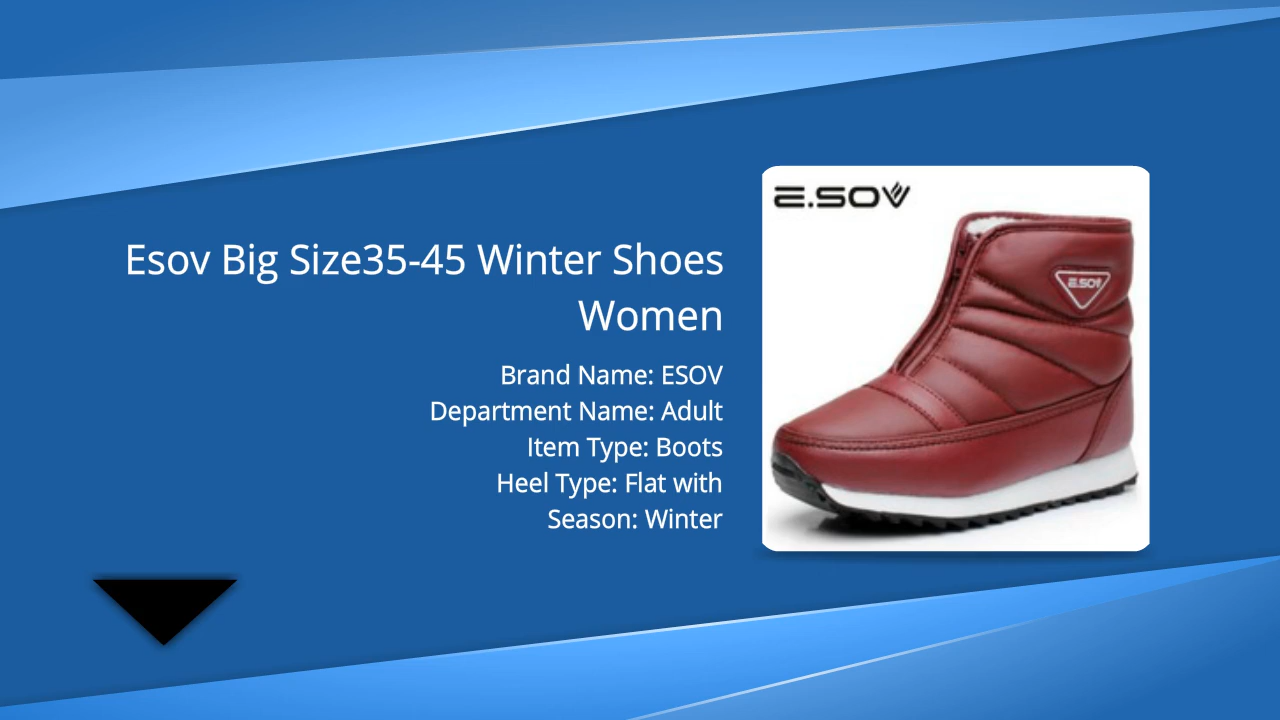 Esov Big Size35-45 Winter Shoes
Women
Brand Name: ESOV
Department Name: Adult
Item Type: Boots
Heel Type: Flat with
Season: Winter
E.SOV
E.SOV